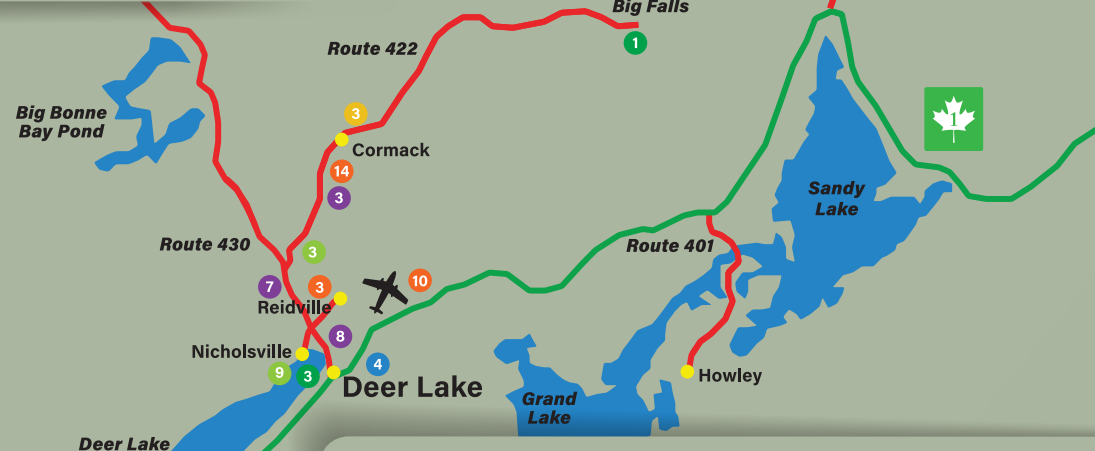 Big Falls
1
Route 422
Big Bonne
Bay Pond
3
Cormack
14
3
1
Sandy
Lake
Route 430
3
Route 401
7
3
10
Reidville
8
Nicholsville
9
3
4
Deer Lake
Howley
Grand
Lake
Deer Lake